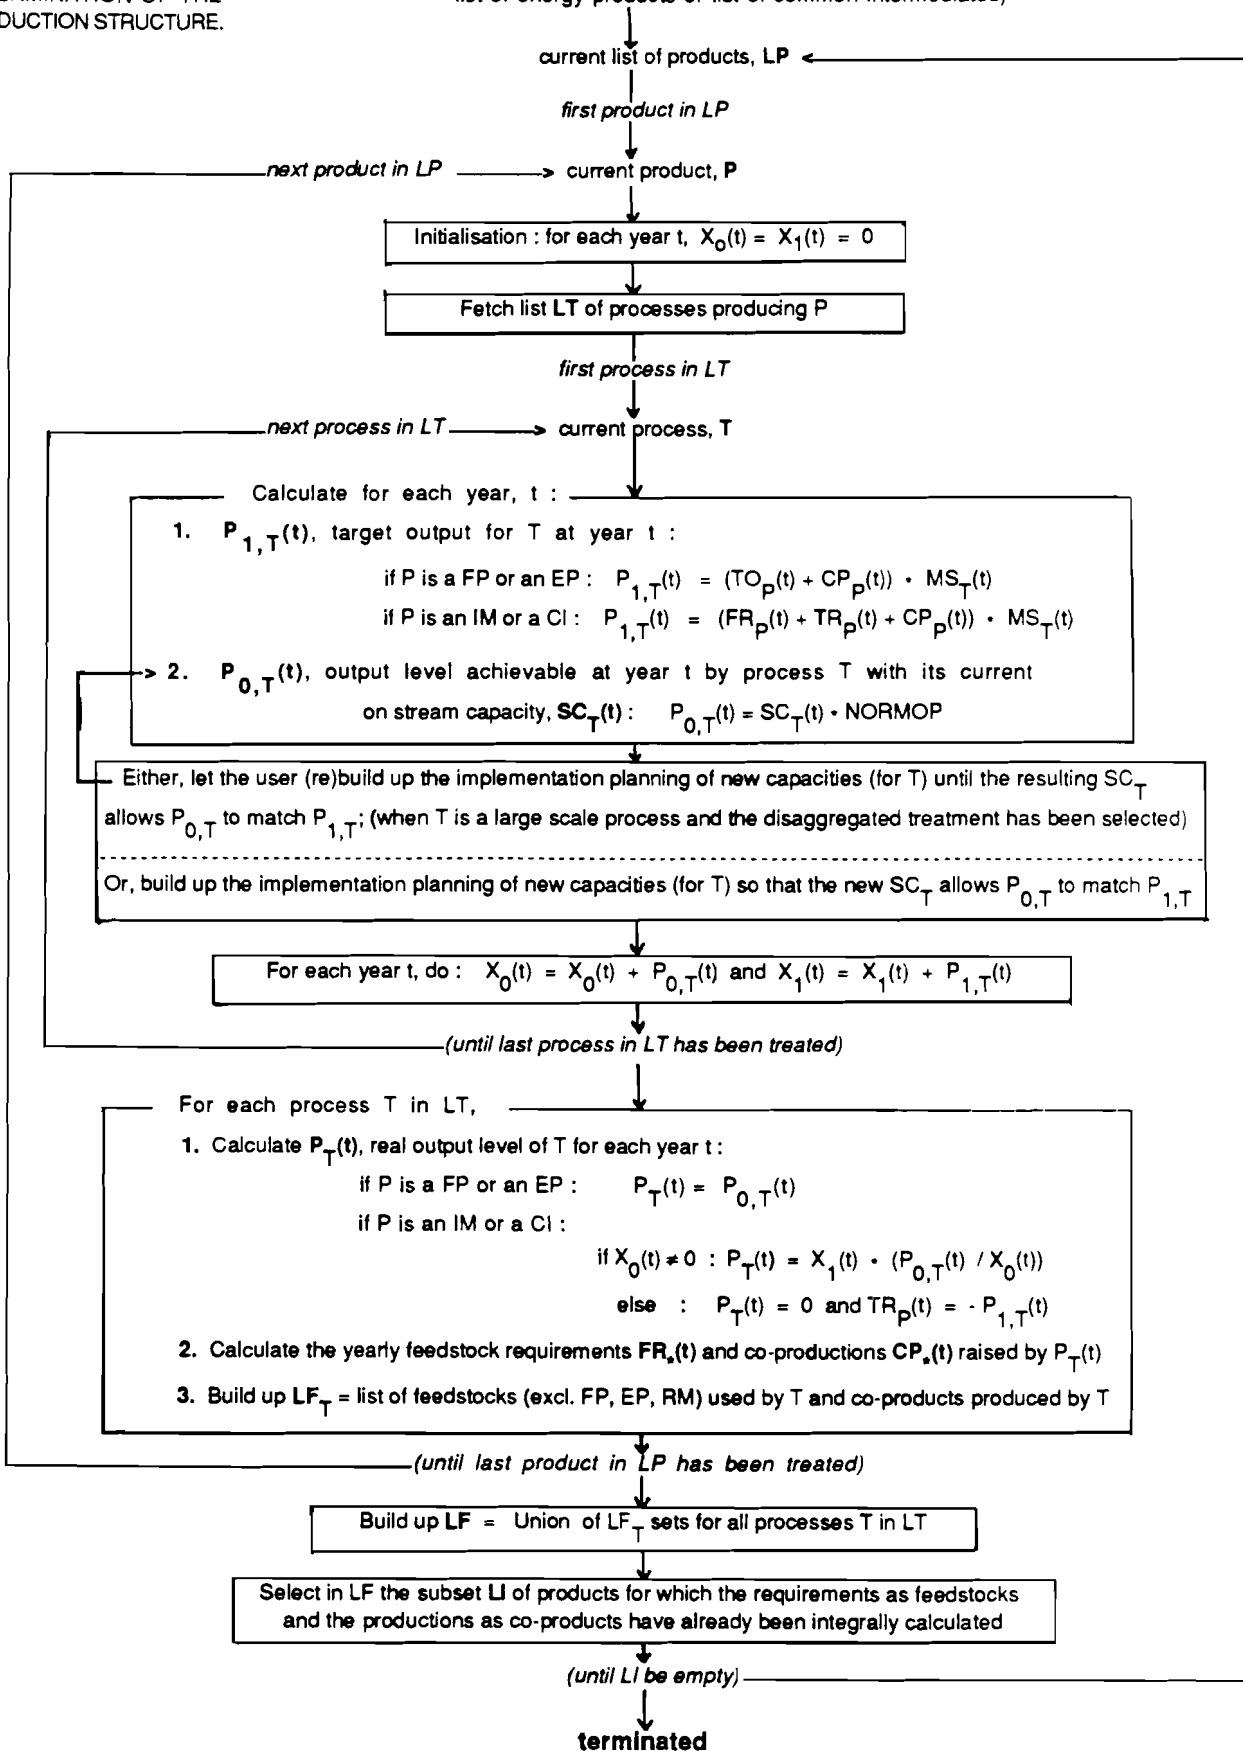 DUCTION STRUCTURE.
current list of products, LP
first product in LP
next product in LP
current product, P
Initialisation : for each year t, X0(t) = X1(t) = 0
Fetch list LT of processes producing P
first process in LT
next process in LT
current process, T
Calculate for each year, t :
1. P1,T(t), target output for T at year t :
if P is a FP or an EP : P1,T(t) = (TOP(t) + CPP(t)) • MST(t)
if P is an IM or a CI : P1,T(t) = (FRP(t) + TRP(t) + CPP(t)) • MST(t)
2. P0,T(t), output level achievable at year t by process T with its current
on stream capacity, SCT(t) : P0,T(t) = SCT(t) • NORMOP
Either, let the user (re)build up the implementation planning of new capacities (for T) until the resulting SCT
allows P0,T to match P1,T; (when T is a large scale process and the disaggregated treatment has been selected)
Or, build up the implementation planning of new capacities (for T) so that the new SCT allows P0,T to match P1,T
For each year t, do : X0(t) = X0(t) + P0,T(t) and X1(t) = X1(t) + P1,T(t)
(until last process in LT has been treated)
For each process T in LT,
1. Calculate PT(t), real output level of T for each year t :
if P is a FP or an EP : PT(t) = P0,T(t)
if P is an IM or a CI :
if X0(t) ≠ 0 : PT(t) = X1(t) • (P0,T(t) / X0(t))
else : PT(t) = 0 and TRP(t) = - P1,T(t)
2. Calculate the yearly feedstock requirements FR*(t) and co-productions CP*(t) raised by PT(t)
3. Build up LFT = list of feedstocks (excl. FP, EP, RM) used by T and co-products produced by T
(until last product in LP has been treated)
Build up LF = Union of LFT sets for all processes T in LT
Select in LF the subset LI of products for which the requirements as feedstocks
and the productions as co-products have already been integrally calculated
(until LI be empty)
terminated